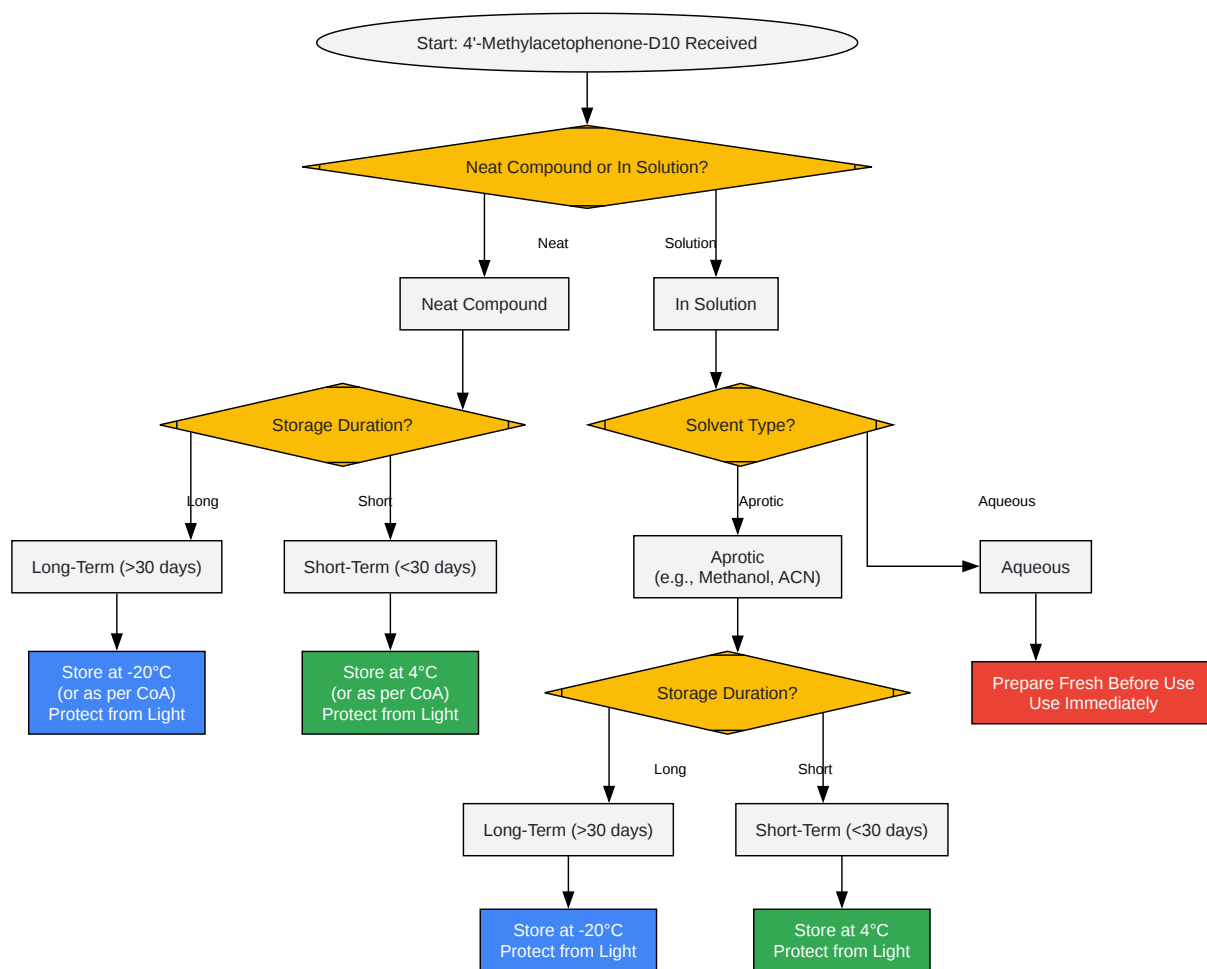 Start: 4'-Methylacetophenone-D10 Received
Neat Compound or In Solution?
Neat
Solution
Neat Compound
In Solution
Storage Duration?
Solvent Type?
Long
Short
Aprotic
Aqueous
Long-Term (>30 days)
Short-Term (<30 days)
Aprotic
(e.g., Methanol, ACN)
Aqueous
Store at -20°C
(or as per CoA)
Protect from Light
Store at 4°C
(or as per CoA)
Protect from Light
Storage Duration?
Prepare Fresh Before Use
Use Immediately
Long
Short
Long-Term (>30 days)
Short-Term (<30 days)
Store at -20°C
Protect from Light
Store at 4°C
Protect from Light